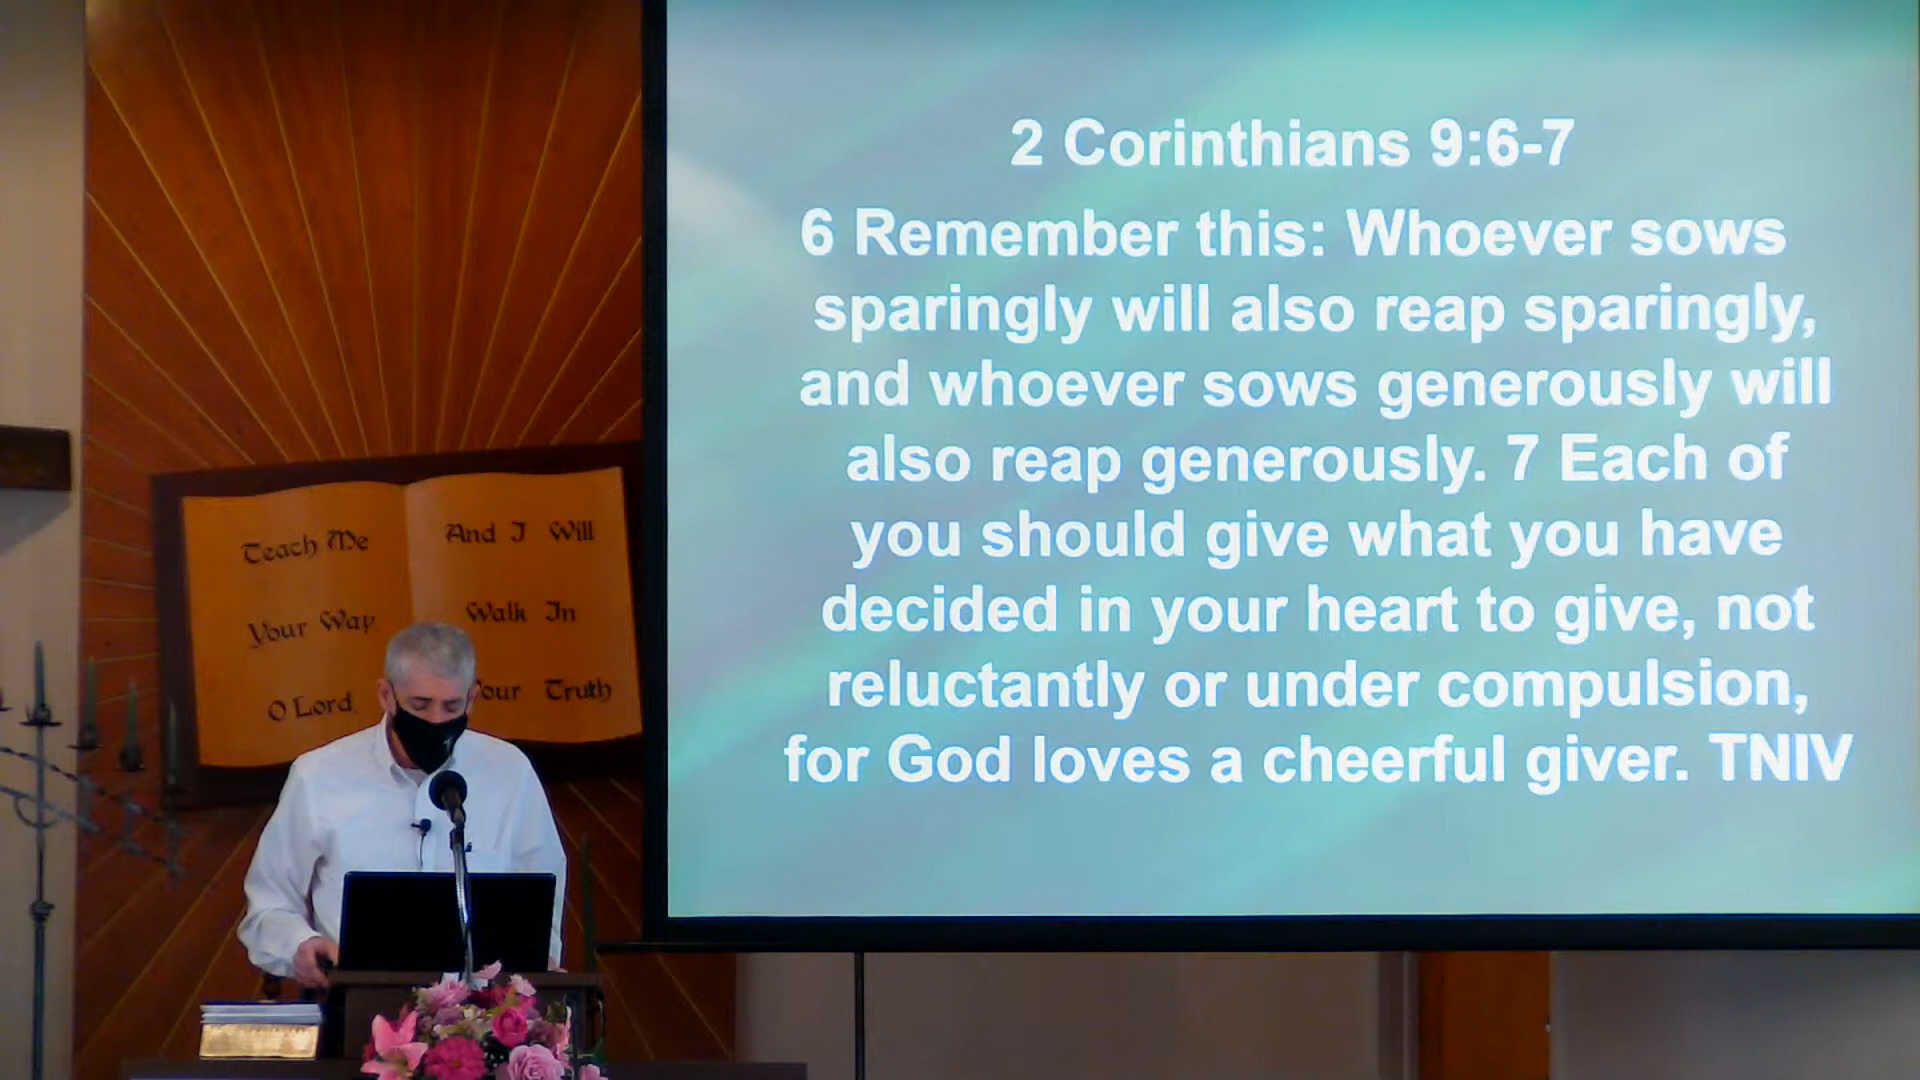 2 Corinthians 9:6-7
6 Remember this: Whoever sows
sparingly will also reap sparingly,
and whoever sows generously will
also reap generously. 7 Each of
you should give what you have
decided in your heart to give, not
reluctantly or under compulsion,
for God loves a cheerful giver. TNIV
Teach Me
Your Way
O Lord
And I Will
Walk In
Your Truth